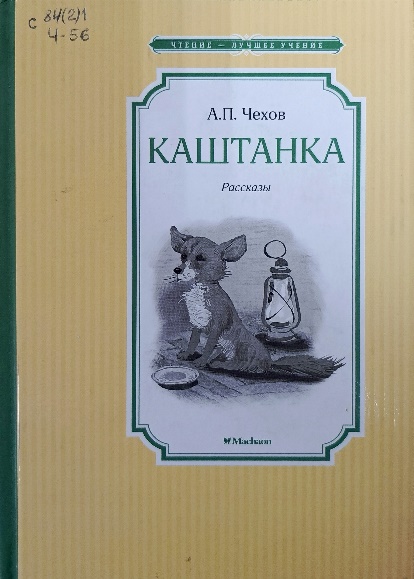 С 84(2)1
Ч-56
ЧТЕНИЕ – ЛУЧШЕЕ УЧЕНИЕ
А.П. Чехов
КАШТАНКА
Рассказы
Machaon